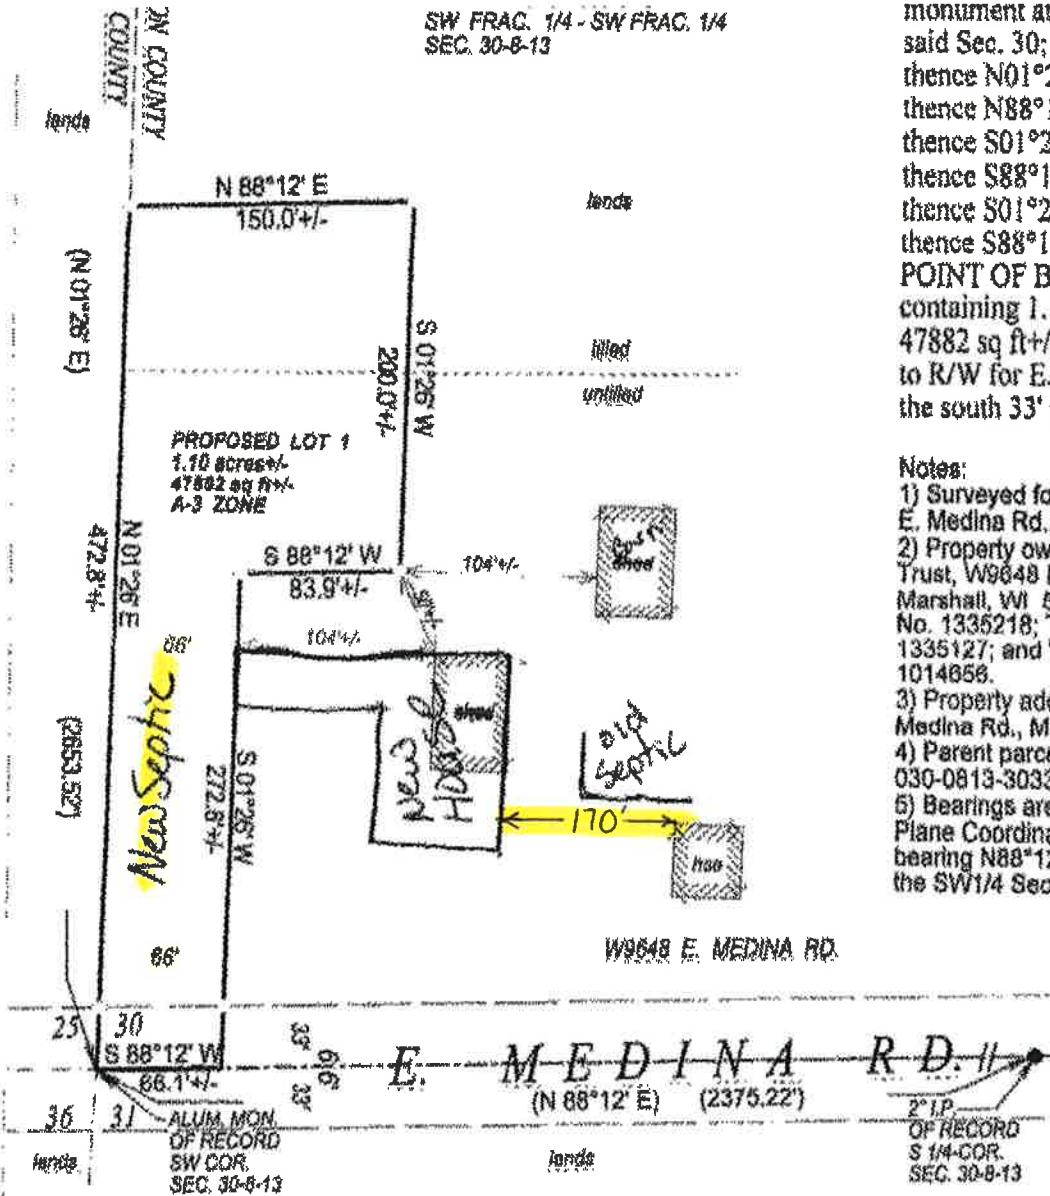 SW FRAC. 1/4 - SW FRAC. 1/4
SEC. 30-8-13
ON COUNTY
COUNTY
lands
N 88°12' E
150.0'+/-
lands
(N 01°26' E)
S 01°26' W
200.0'+/-
tilled
untilled
PROPOSED LOT 1
1.10 acres+/-
47882 sq ft+/-
A-3 ZONE
N 01°26' E
472.8'+/-
S 88°12' W
83.9'+/-
104'+/-
shed
104'+/-
66'
New Septic
(2653.52')
S 01°26' W
272.8'+/-
shed
New
House
old
Septic
170'
hse
66'
W9648 E. MEDINA RD.
25
30
S 88°12' W
66.1'+/-
33'
66'
33'
E. MEDINA RD. //
(N 88°12' E)
(2375.22')
36
31
ALUM. MON.
OF RECORD
SW COR.
SEC. 30-8-13
lands
lands
2" I.P.
OF RECORD
S 1/4-COR.
SEC. 30-8-13
monument a
said Sec. 30;
thence N01°2
thence N88°1
thence S01°2
thence S88°1
thence S01°2
thence S88°1
POINT OF B
containing 1.
47882 sq ft+/
to R/W for E.
the south 33'
Notes:
1) Surveyed fo
E. Medina Rd.
2) Property ow
Trust, W9648
Marshall, WI
No. 1335218;
1335127; and
1014656.
3) Property add
Medina Rd., M
4) Parent parce
030-0813-3033
5) Bearings are
Plane Coordina
bearing N88°12
the SW1/4 Sec